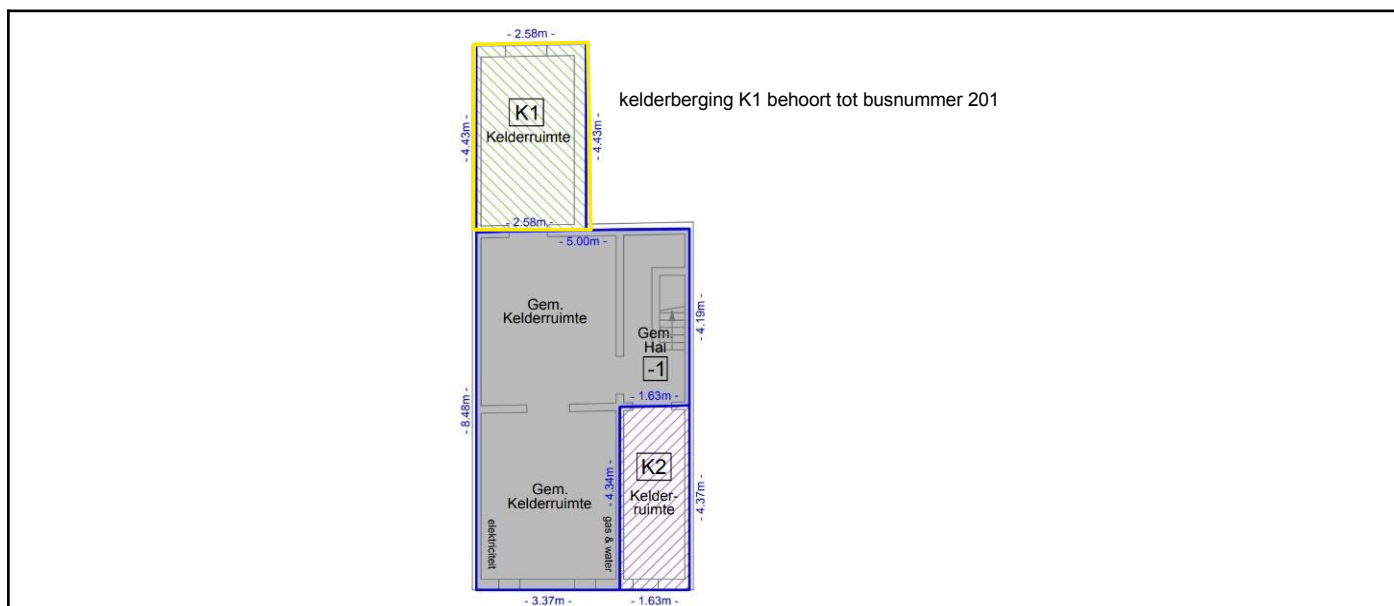 - 2.58m -
K1
Kelderruimte
kelderberging K1 behoort tot busnummer 201
- 4.43m -
- 4.43m -
- 2.58m -
- 5.00m -
Gem.
Kelderruimte
- 4.19m -
Gem.
Hal
-1
- 1.63m -
- 8.48m -
Gem.
Kelderruimte
- 4.34m -
K2
Kelder-
ruimte
- 4.37m -
elektriciteit
gas & water
- 3.37m -
- 1.63m -